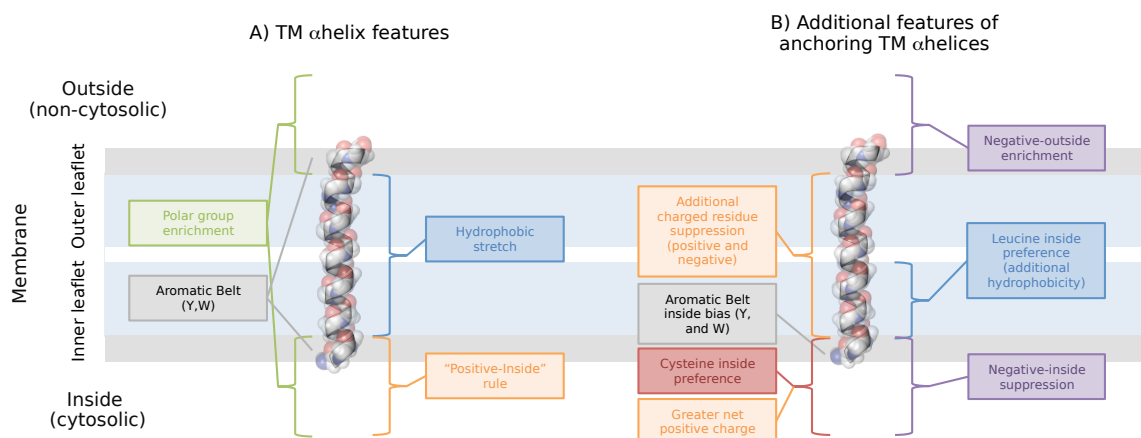 A) TM αhelix features
B) Additional features of
anchoring TM αhelices
Outside
(non-cytosolic)
Membrane
Outer leaflet
Inner leaflet
Inside
(cytosolic)
Polar group
enrichment
Aromatic Belt
(Y,W)
Hydrophobic
stretch
“Positive-Inside”
rule
Additional
charged residue
suppression
(positive and
negative)
Aromatic Belt
inside bias (Y,
and W)
Cysteine inside
preference
Greater net
positive charge
Negative-outside
enrichment
Leucine inside
preference
(additional
hydrophobicity)
Negative-inside
suppression